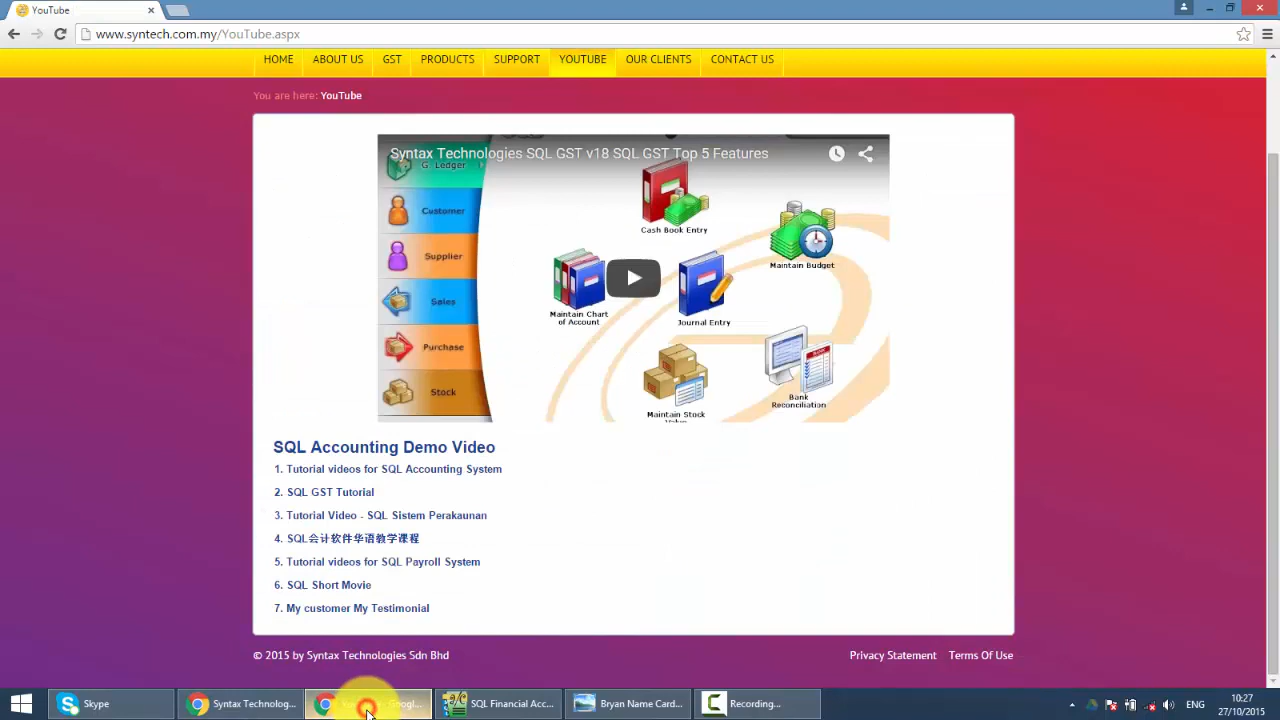 YouTube
www.syntech.com.my/YouTube.aspx
HOME ABOUT US GST PRODUCTS SUPPORT YOUTUBE OUR CLIENTS CONTACT US
You are here: YouTube
Syntax Technologies SQL GST v18 SQL GST Top 5 Features
G. Ledger
Customer
Supplier
Sales
Purchase
Stock
Cash Book Entry
Maintain Budget
Maintain Chart
of Account
Journal Entry
Maintain Stock
Value
Bank
Reconciliation
SQL Accounting Demo Video
1. Tutorial videos for SQL Accounting System
2. SQL GST Tutorial
3. Tutorial Video - SQL Sistem Perakaunan
4. SQL会计软件华语教学课程
5. Tutorial videos for SQL Payroll System
6. SQL Short Movie
7. My customer My Testimonial
© 2015 by Syntax Technologies Sdn Bhd
Privacy Statement Terms Of Use
Skype
Syntax Technolog...
SQL Financial Acc...
Bryan Name Card...
Recording...
ENG
10:27
27/10/2015